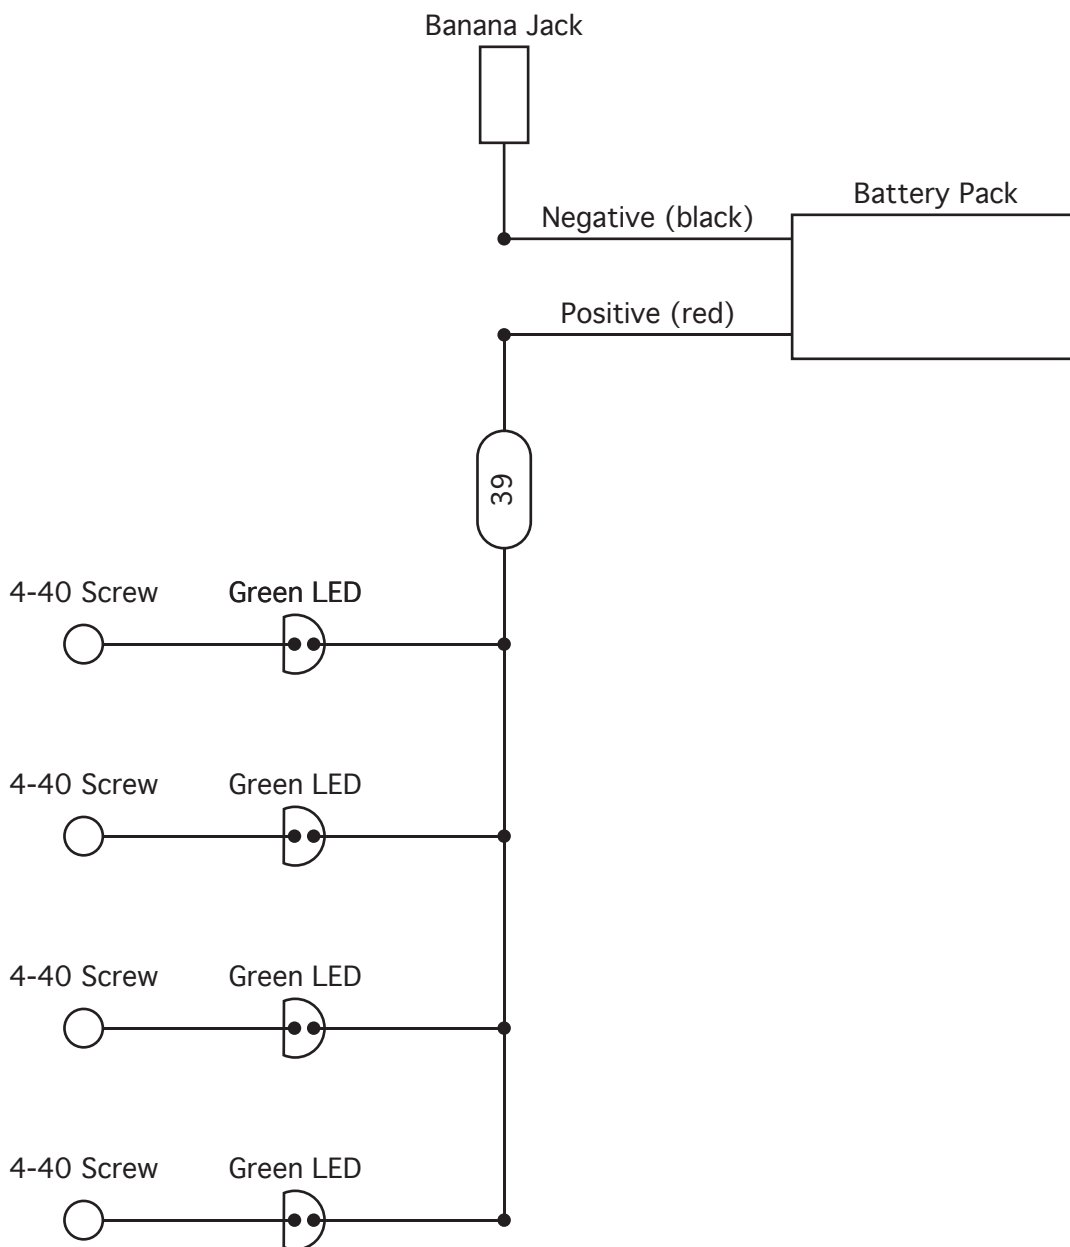 Banana Jack
Battery Pack
Negative (black)
Positive (red)
39
4-40 Screw Green LED
4-40 Screw Green LED
4-40 Screw Green LED
4-40 Screw Green LED